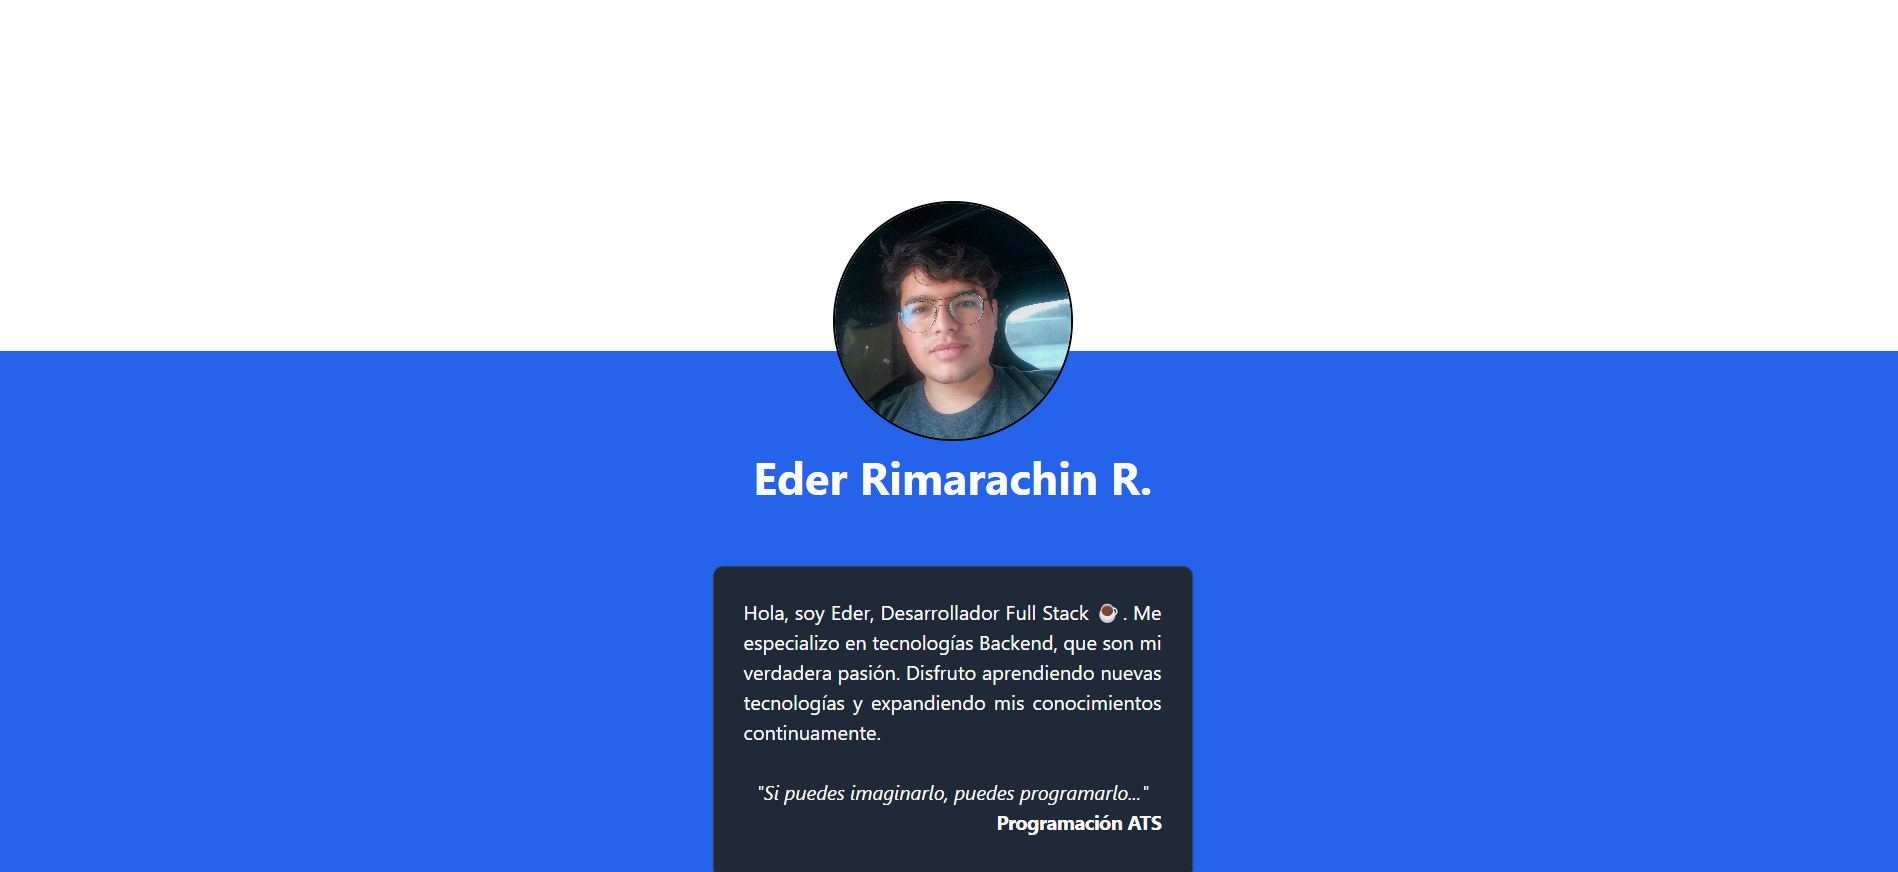 Eder Rimarachin R.
Hola, soy Eder, Desarrollador Full Stack ☕. Me
especializo en tecnologías Backend, que son mi
verdadera pasión. Disfruto aprendiendo nuevas
tecnologías y expandiendo mis conocimientos
continuamente.
"Si puedes imaginarlo, puedes programarlo..."
Programación ATS